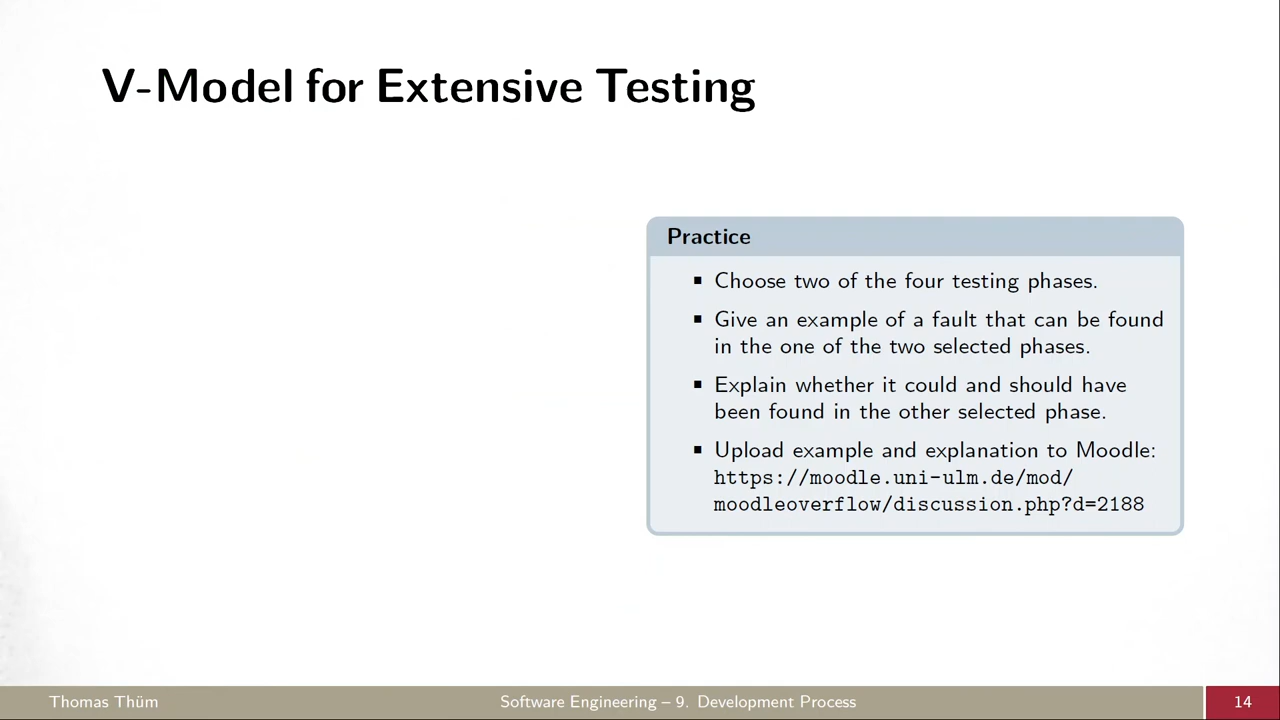 V-Model for Extensive Testing
Practice
▪ Choose two of the four testing phases.
▪ Give an example of a fault that can be found
in the one of the two selected phases.
▪ Explain whether it could and should have
been found in the other selected phase.
▪ Upload example and explanation to Moodle:
https://moodle.uni-ulm.de/mod/
moodleoverflow/discussion.php?d=2188
Thomas Thüm
Software Engineering – 9. Development Process
14